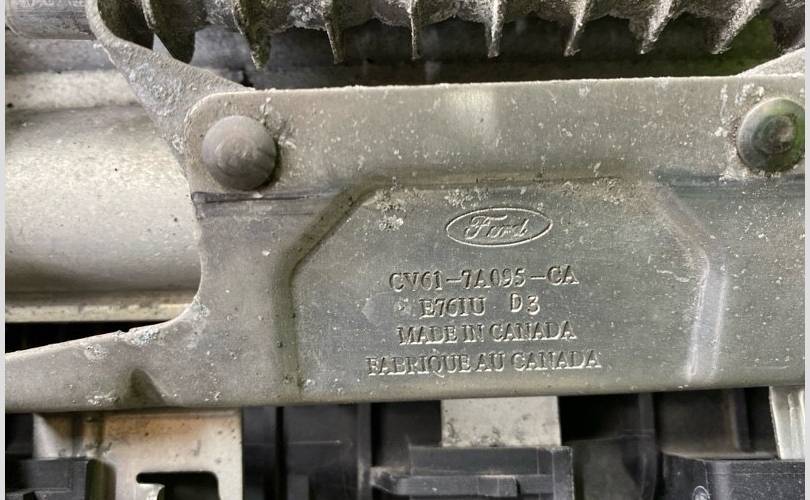 Ford
CV61-7A095-CA
E761U D3
MADE IN CANADA
FABRIQUE AU CANADA